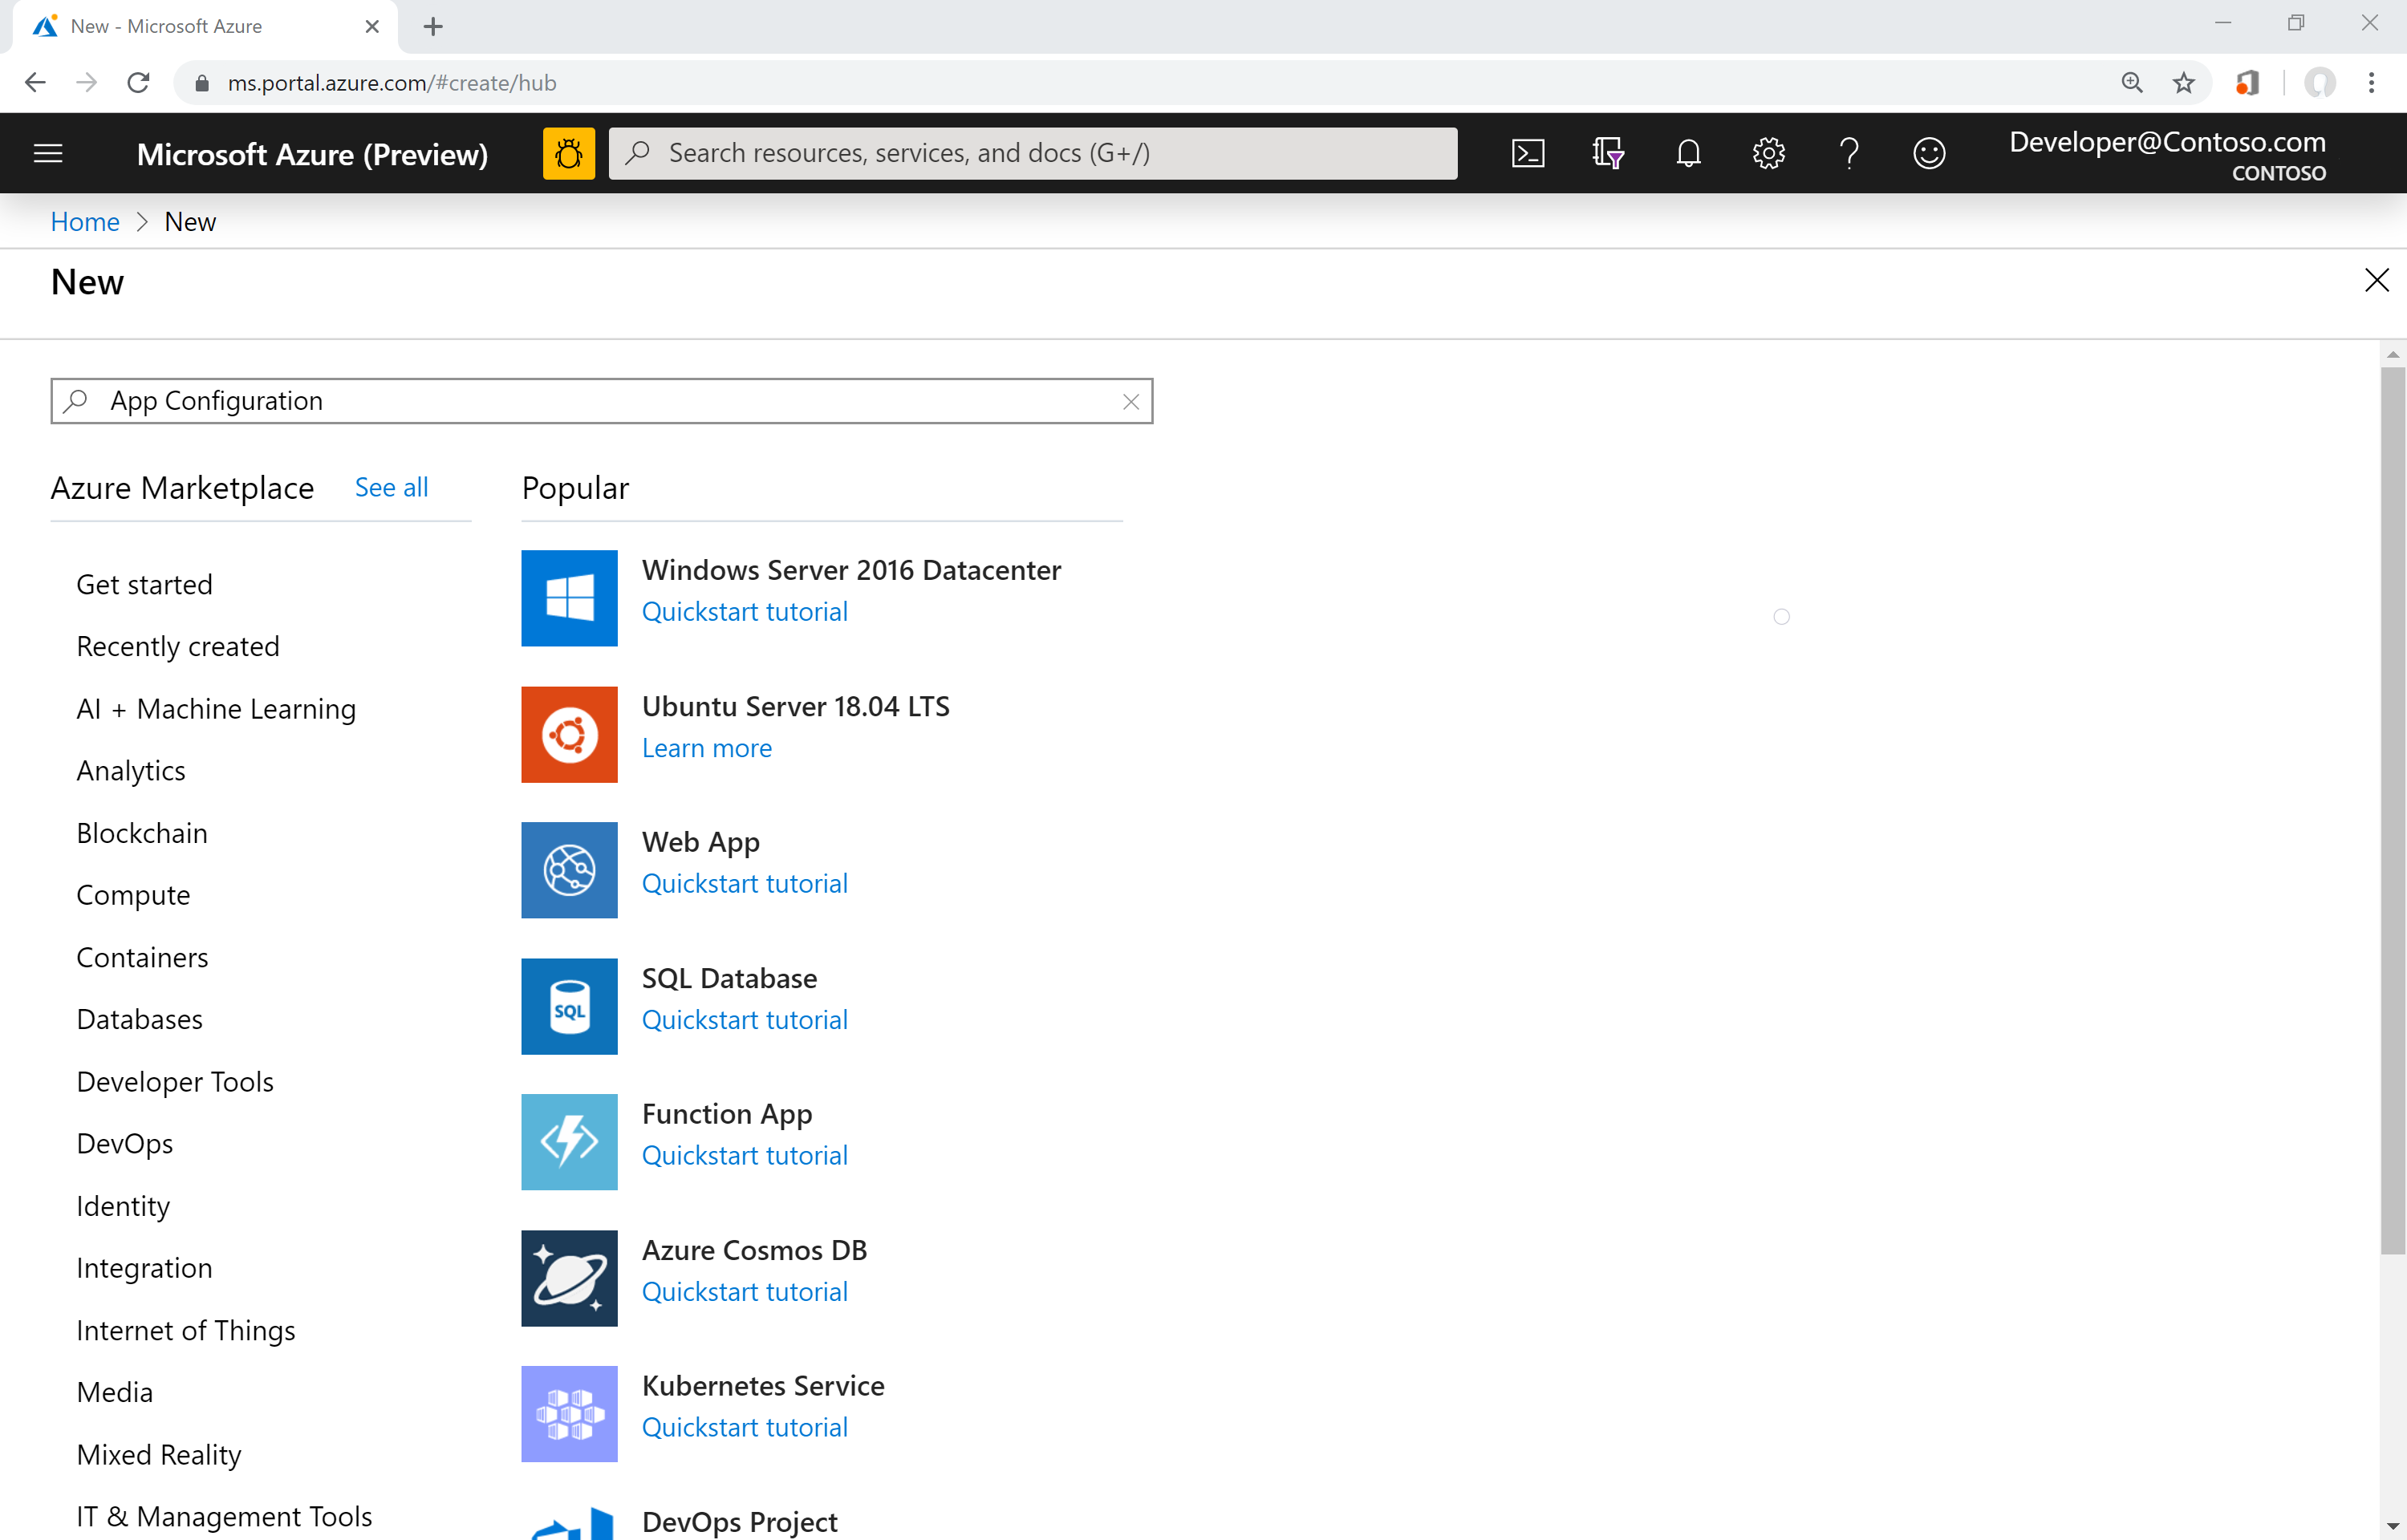 New - Microsoft Azure
ms.portal.azure.com/#create/hub
Microsoft Azure (Preview)
Search resources, services, and docs (G+/)
Developer@Contoso.com
CONTOSO
Home > New
New
App Configuration
Azure Marketplace See all
Popular
Get started
Recently created
AI + Machine Learning
Analytics
Blockchain
Compute
Containers
Databases
Developer Tools
DevOps
Identity
Integration
Internet of Things
Media
Mixed Reality
IT & Management Tools
Windows Server 2016 Datacenter
Quickstart tutorial
Ubuntu Server 18.04 LTS
Learn more
Web App
Quickstart tutorial
SQL
SQL Database
Quickstart tutorial
Function App
Quickstart tutorial
Azure Cosmos DB
Quickstart tutorial
Kubernetes Service
Quickstart tutorial
DevOps Project